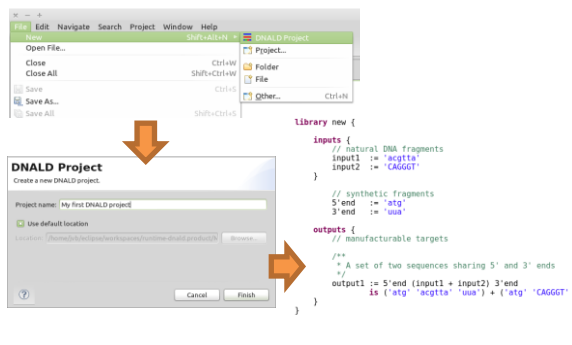 File Edit Navigate Search Project Window Help
New Shift+Alt+N
Open File...
Close Ctrl+W
Close All Shift+Ctrl+W
Save Ctrl+S
Save As...
Save All Shift+Ctrl+S
DNALD Project
Project...
Folder
File
Other... Ctrl+N
DNALD Project
Create a new DNALD project.
Project name: My first DNALD project
Use default location
Location: Browse...
Cancel Finish
library new {
inputs {
// natural DNA fragments
input1 := 'acgtta'
input2 := 'CAGGGT'
}
// synthetic fragments
5'end := 'atg'
3'end := 'uua'
outputs {
// manufacturable targets
/**
* A set of two sequences sharing 5' and 3' ends
*/
output1 := 5'end (input1 + input2) 3'end
is ('atg' 'acgtta' 'uua') + ('atg' 'CAGGGT'
}
}